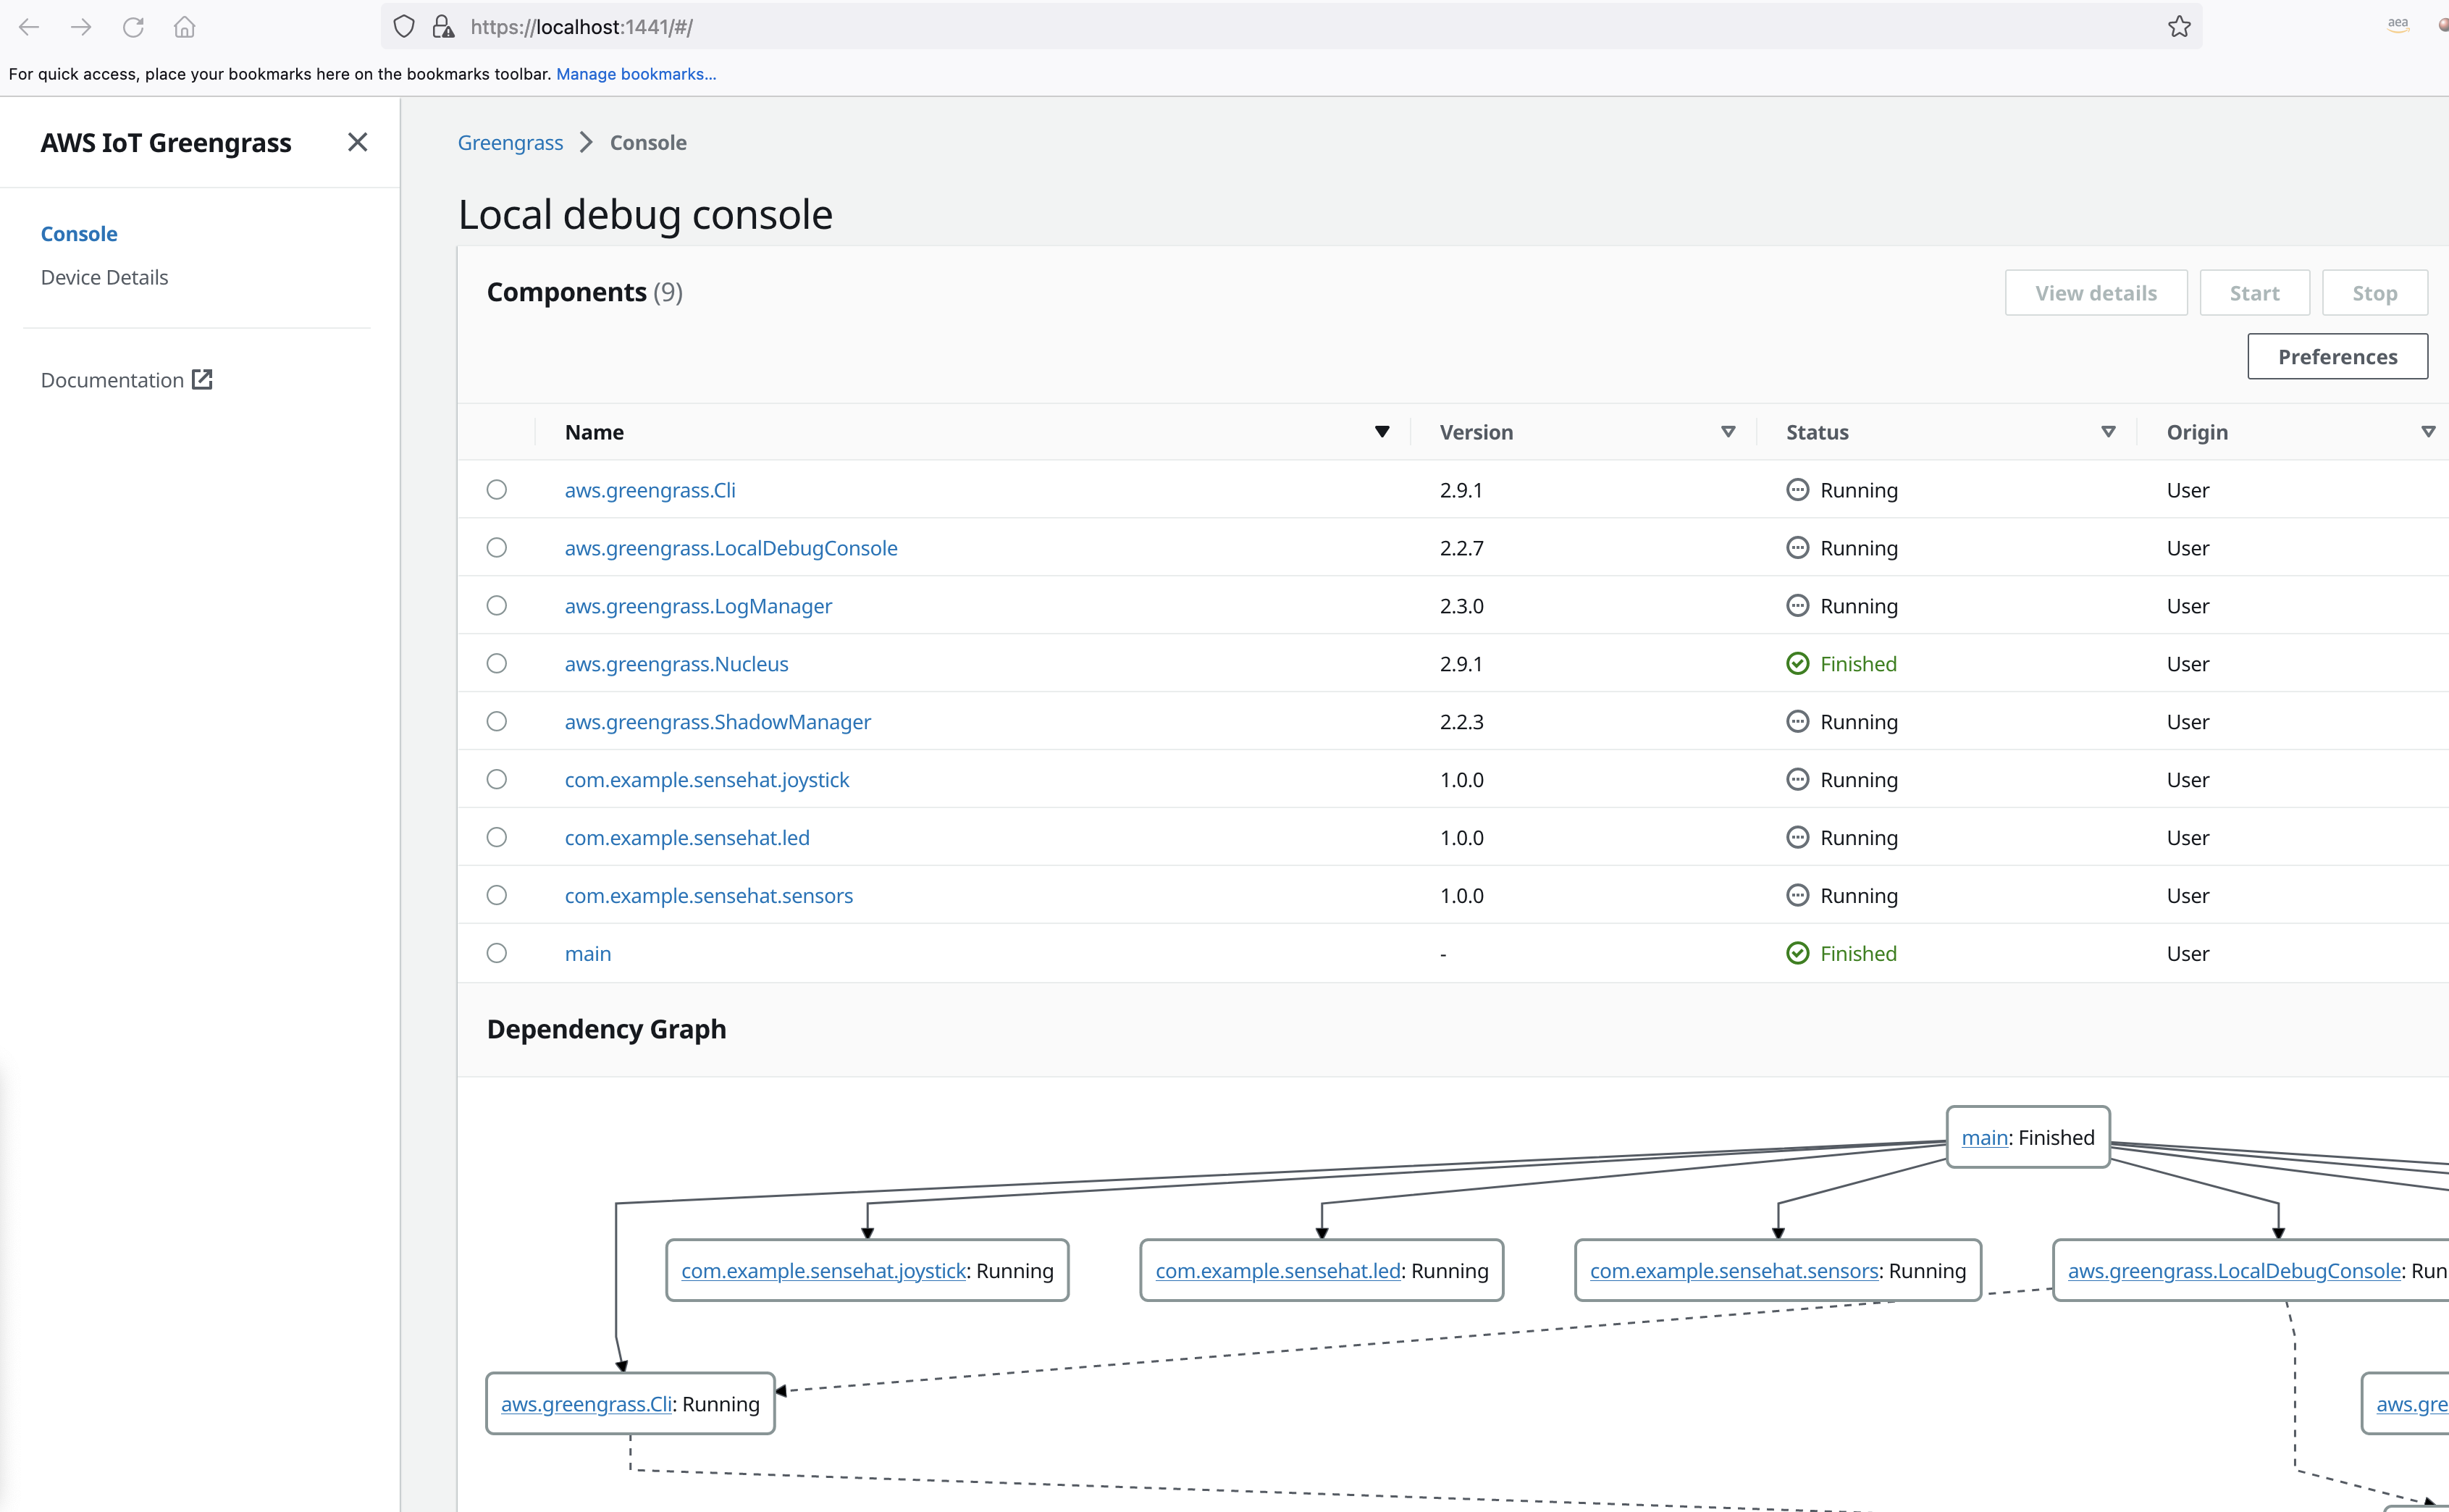 https://localhost:1441/#/
aea
For quick access, place your bookmarks here on the bookmarks toolbar. Manage bookmarks...
AWS IoT Greengrass
Console
Device Details
Documentation
Greengrass > Console
Local debug console
Components (9)
View details Start Stop
Preferences
Name Version Status Origin
aws.greengrass.Cli 2.9.1 Running User
aws.greengrass.LocalDebugConsole 2.2.7 Running User
aws.greengrass.LogManager 2.3.0 Running User
aws.greengrass.Nucleus 2.9.1 Finished User
aws.greengrass.ShadowManager 2.2.3 Running User
com.example.sensehat.joystick 1.0.0 Running User
com.example.sensehat.led 1.0.0 Running User
com.example.sensehat.sensors 1.0.0 Running User
main - Finished User
Dependency Graph
main: Finished
com.example.sensehat.joystick: Running
com.example.sensehat.led: Running
com.example.sensehat.sensors: Running
aws.greengrass.LocalDebugConsole: Run
aws.greengrass.Cli: Running
aws.gre